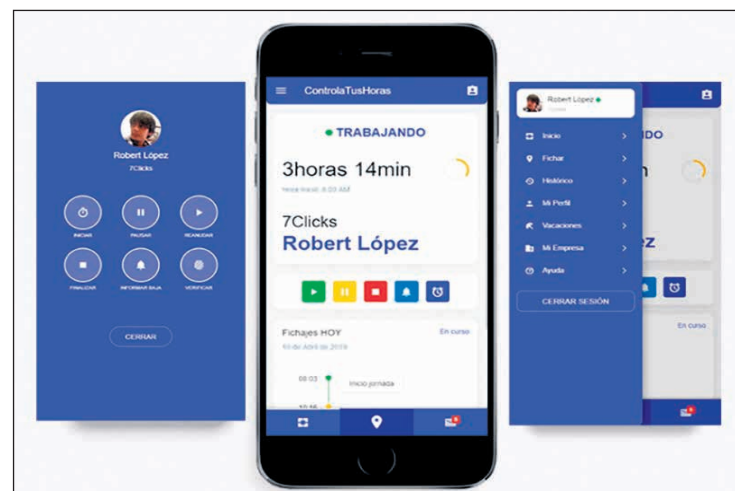 Robert López
7Clicks
INICIAR
PAUSAR
REANUDAR
FINALIZAR
INFORMAR BAJA
VERIFICAR
CERRAR
ControlaTusHoras
TRABAJANDO
3horas 14min
7Clicks
Robert López
Fichajes HOY
En curso
Inicio jornada
Robert López
Inicio
Fichar
Histórico
Mi Perfil
Vacaciones
Mi Empresa
Ayuda
CERRAR SESIÓN
NDO
ez
En curso